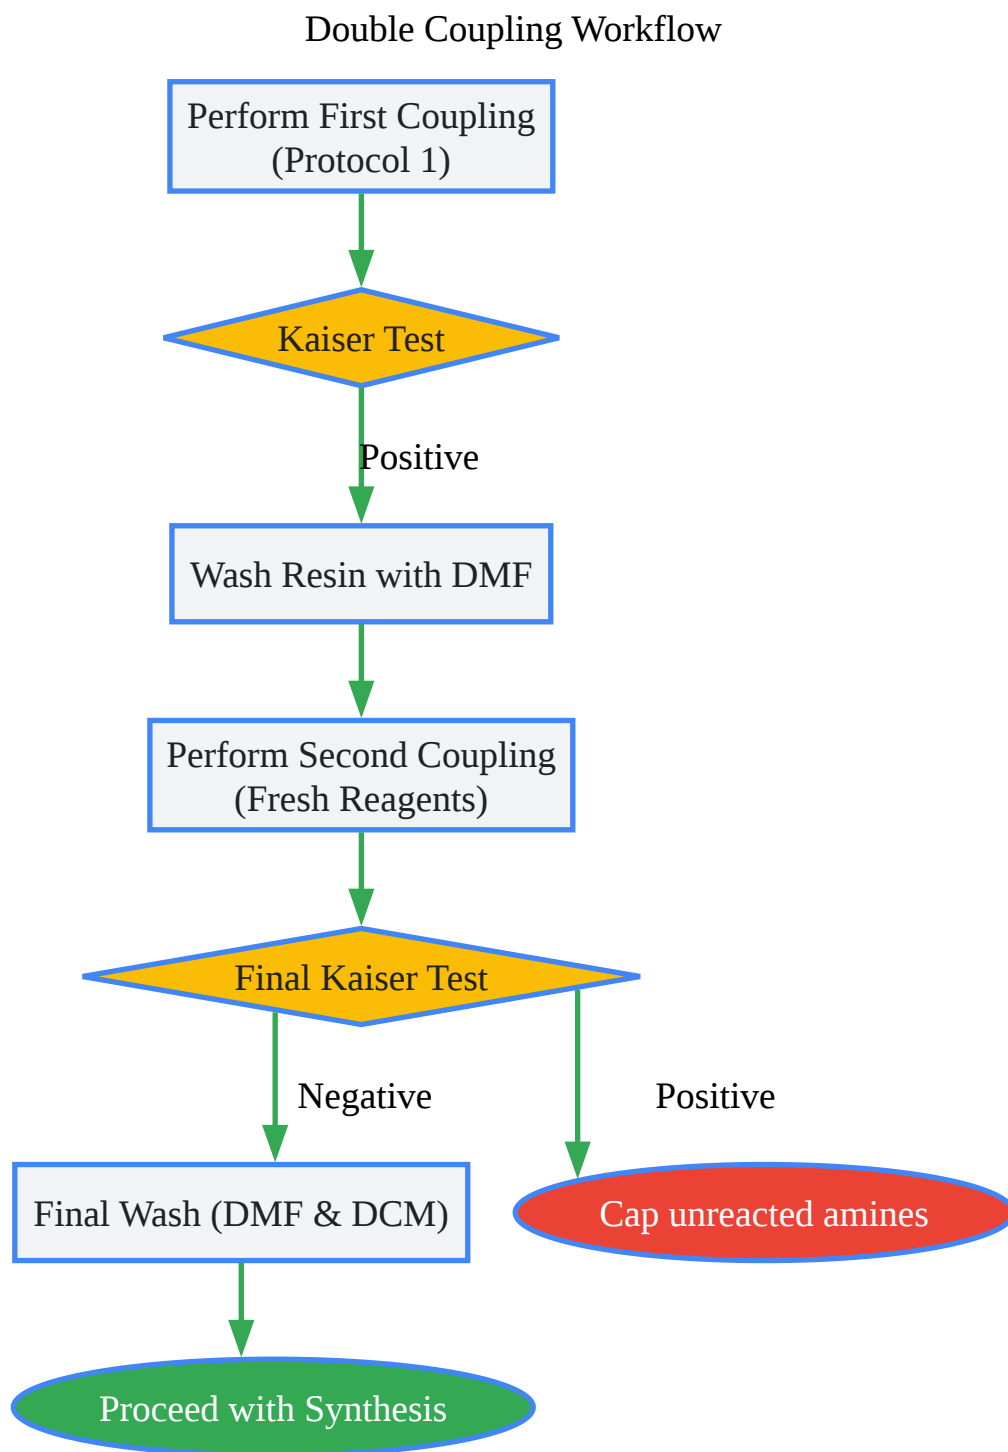 Double Coupling Workflow
Perform First Coupling
(Protocol 1)
Kaiser Test
Positive
Wash Resin with DMF
Perform Second Coupling
(Fresh Reagents)
Final Kaiser Test
Negative
Positive
Final Wash (DMF & DCM)
Cap unreacted amines
Proceed with Synthesis